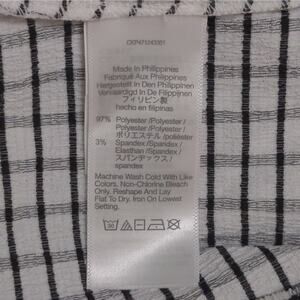 Made In Philippines
Fabriqué Aux Philippines
Hergestellt In Den Philippinen
Vervaardigd In De Filippijnen
フィリピン製
hecho en filipinas
97% Polyester /Polyester /
Polyester /Polyester /
ポリエステル /poliéster
3% Spandex /Spandex /
Elasthan /Spandex /
スパンデックス /
spandex
Machine Wash Cold With Like
Colors, Non-Chlorine Bleach
Only. Reshape And Lay
Flat To Dry. Iron On Lowest
Setting.